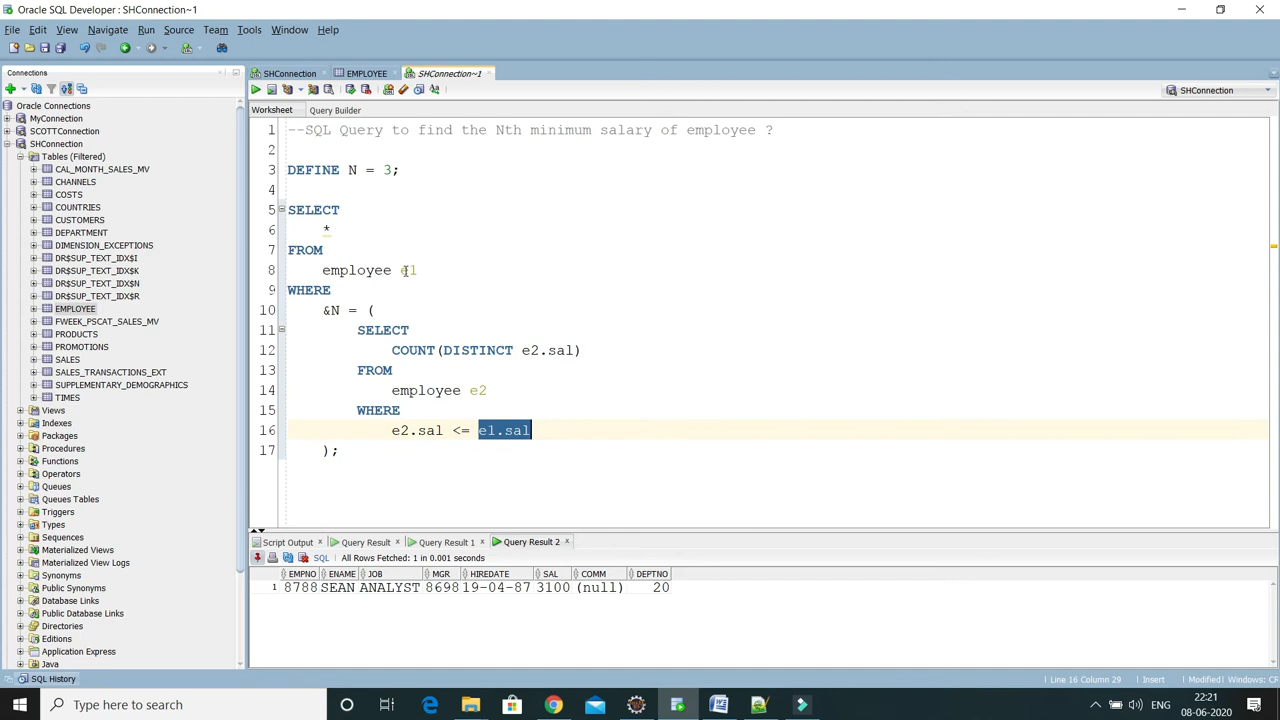 Oracle SQL Developer : SHConnection~1
File Edit View Navigate Run Source Team Tools Window Help
Connections
SHConnection EMPLOYEE SHConnection~1
SHConnection
Worksheet Query Builder
Oracle Connections
MyConnection
SCOTTConnection
SHConnection
Tables (Filtered)
CAL_MONTH_SALES_MV
CHANNELS
COSTS
COUNTRIES
CUSTOMERS
DEPARTMENT
DIMENSION_EXCEPTIONS
DR$SUP_TEXT_IDX$I
DR$SUP_TEXT_IDX$K
DR$SUP_TEXT_IDX$N
DR$SUP_TEXT_IDX$R
EMPLOYEE
FWEEK_PSCAT_SALES_MV
PRODUCTS
PROMOTIONS
SALES
SALES_TRANSACTIONS_EXT
SUPPLEMENTARY_DEMOGRAPHICS
TIMES
Views
Indexes
Packages
Procedures
Functions
Operators
Queues
Queues Tables
Triggers
Types
Sequences
Materialized Views
Materialized View Logs
Synonyms
Public Synonyms
Database Links
Public Database Links
Directories
Editions
Application Express
Java
SQL History
1 --SQL Query to find the Nth minimum salary of employee ?
2
3 DEFINE N = 3;
4
5 SELECT
6 *
7 FROM
8 employee e1
9 WHERE
10 &N = (
11 SELECT
12 COUNT(DISTINCT e2.sal)
13 FROM
14 employee e2
15 WHERE
16 e2.sal <= e1.sal
17 );
Script Output Query Result Query Result 1 Query Result 2
SQL All Rows Fetched: 1 in 0.001 seconds
EMPNO ENAME JOB MGR HIREDATE SAL COMM DEPTNO
1 8788 SEAN ANALYST 8698 19-04-87 3100 (null) 20
Line 16 Column 29 Insert Modified Windows: CF
Type here to search
ENG
22:21
08-06-2020